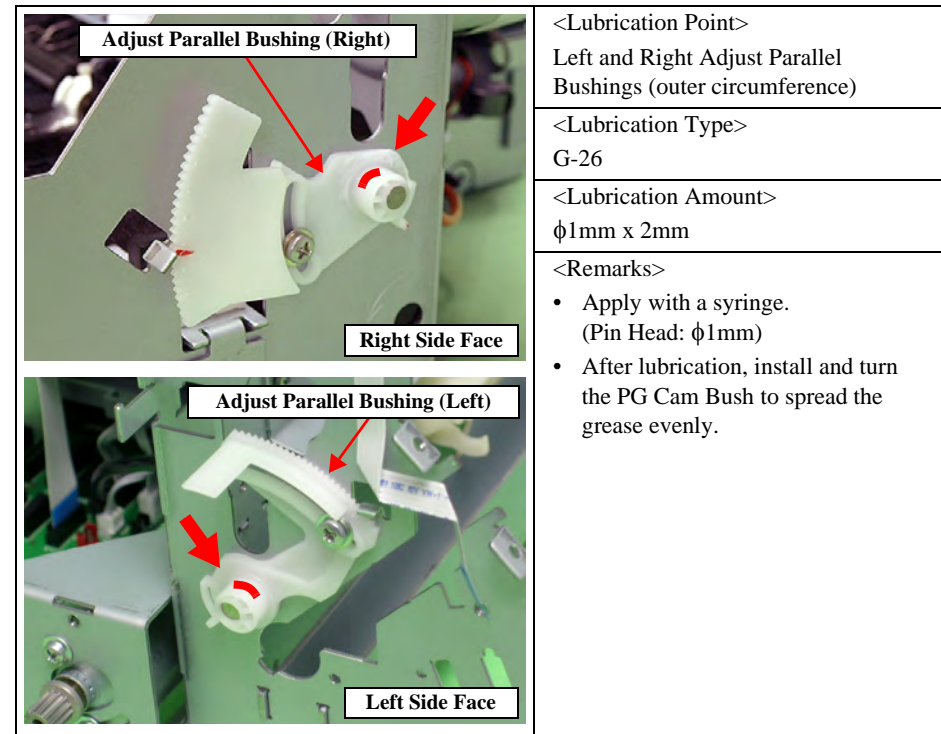 Adjust Parallel Bushing (Right)
Right Side Face
Adjust Parallel Bushing (Left)
Left Side Face
<Lubrication Point>
Left and Right Adjust Parallel
Bushings (outer circumference)
<Lubrication Type>
G-26
<Lubrication Amount>
ϕ1mm x 2mm
<Remarks>
• Apply with a syringe.
(Pin Head: ϕ1mm)
• After lubrication, install and turn
the PG Cam Bush to spread the
grease evenly.